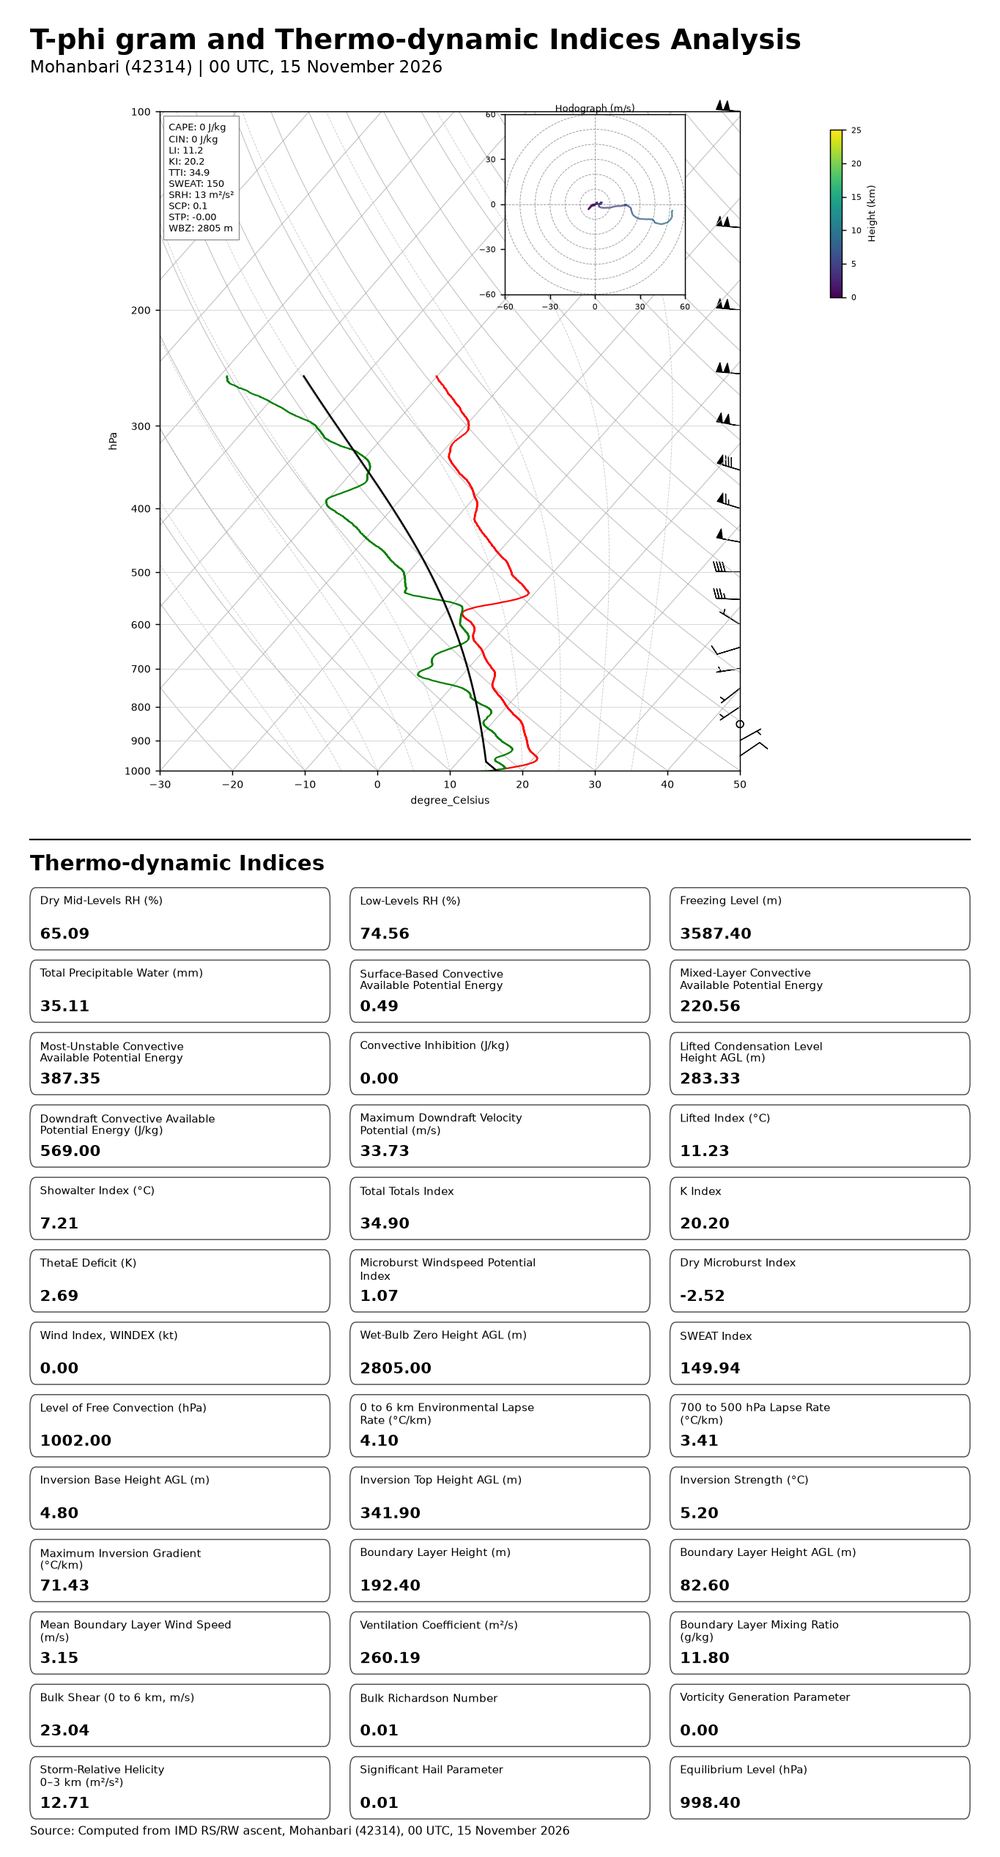 T-phi gram and Thermo-dynamic Indices Analysis
Mohanbari (42314) | 00 UTC, 15 November 2026
Hodograph (m/s)
CAPE: 0 J/kg
CIN: 0 J/kg
LI: 11.2
KI: 20.2
TTI: 34.9
SWEAT: 150
SRH: 13 m²/s²
SCP: 0.1
STP: -0.00
WBZ: 2805 m
60
30
0
−30
−60
−60 −30 0 30 60
25
20
15
10
5
0
Height (km)
100
200
300
400
500
600
700
800
900
1000
hPa
−30 −20 −10 0 10 20 30 40 50
degree_Celsius
Thermo-dynamic Indices
Dry Mid-Levels RH (%)
65.09
Low-Levels RH (%)
74.56
Freezing Level (m)
3587.40
Total Precipitable Water (mm)
35.11
Surface-Based Convective
Available Potential Energy
0.49
Mixed-Layer Convective
Available Potential Energy
220.56
Most-Unstable Convective
Available Potential Energy
387.35
Convective Inhibition (J/kg)
0.00
Lifted Condensation Level
Height AGL (m)
283.33
Downdraft Convective Available
Potential Energy (J/kg)
569.00
Maximum Downdraft Velocity
Potential (m/s)
33.73
Lifted Index (°C)
11.23
Showalter Index (°C)
7.21
Total Totals Index
34.90
K Index
20.20
ThetaE Deficit (K)
2.69
Microburst Windspeed Potential
Index
1.07
Dry Microburst Index
-2.52
Wind Index, WINDEX (kt)
0.00
Wet-Bulb Zero Height AGL (m)
2805.00
SWEAT Index
149.94
Level of Free Convection (hPa)
1002.00
0 to 6 km Environmental Lapse
Rate (°C/km)
4.10
700 to 500 hPa Lapse Rate
(°C/km)
3.41
Inversion Base Height AGL (m)
4.80
Inversion Top Height AGL (m)
341.90
Inversion Strength (°C)
5.20
Maximum Inversion Gradient
(°C/km)
71.43
Boundary Layer Height (m)
192.40
Boundary Layer Height AGL (m)
82.60
Mean Boundary Layer Wind Speed
(m/s)
3.15
Ventilation Coefficient (m²/s)
260.19
Boundary Layer Mixing Ratio
(g/kg)
11.80
Bulk Shear (0 to 6 km, m/s)
23.04
Bulk Richardson Number
0.01
Vorticity Generation Parameter
0.00
Storm-Relative Helicity
0–3 km (m²/s²)
12.71
Significant Hail Parameter
0.01
Equilibrium Level (hPa)
998.40
Source: Computed from IMD RS/RW ascent, Mohanbari (42314), 00 UTC, 15 November 2026